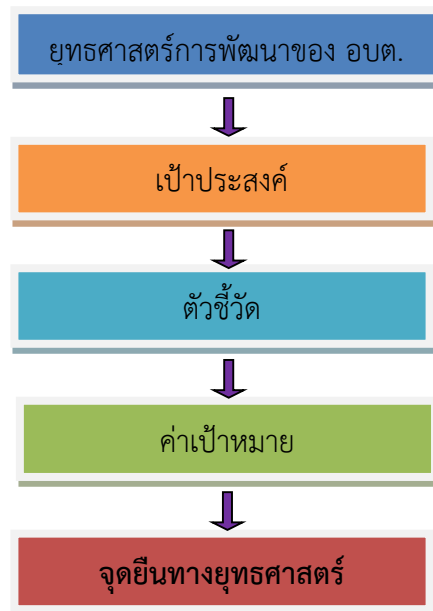 ยุทธศาสตร์การพัฒนาของ อบต.
เป้าประสงค์
ตัวชี้วัด
ค่าเป้าหมาย
จุดยืนทางยุทธศาสตร์